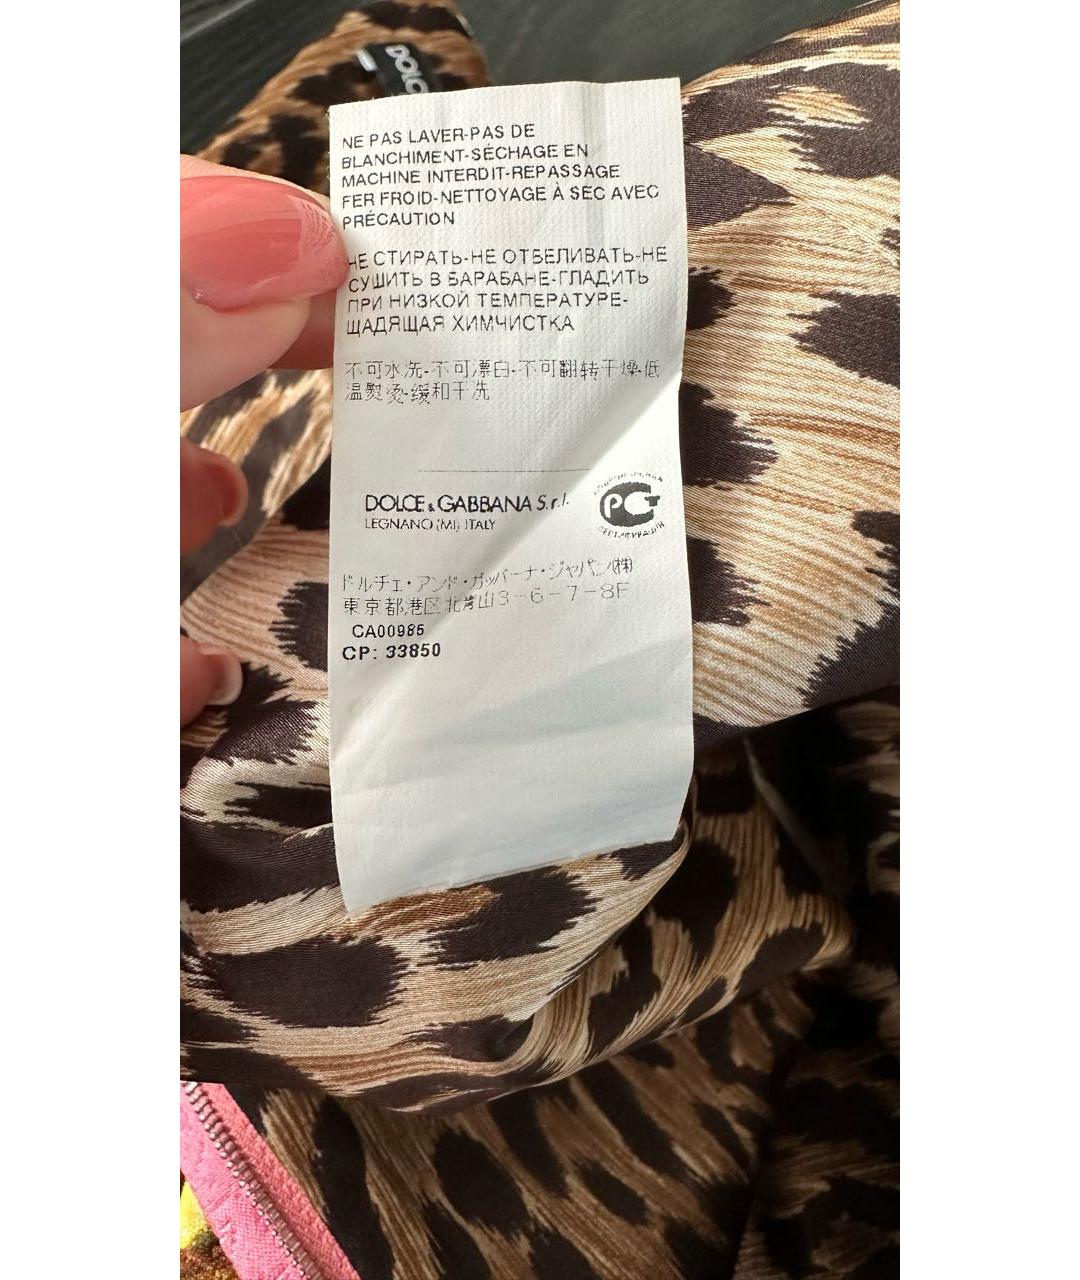 DOLC
NE PAS LAVER-PAS DE
BLANCHIMENT-SÉCHAGE EN
MACHINE INTERDIT-REPASSAGE
FER FROID-NETTOYAGE À SEC AVEC
PRÉCAUTION
НЕ СТИРАТЬ-НЕ ОТБЕЛИВАТЬ-НЕ
СУШИТЬ В БАРАБАНЕ-ГЛАДИТЬ
ПРИ НИЗКОЙ ТЕМПЕРАТУРЕ-
ЩАДЯЩАЯ ХИМЧИСТКА
不可水洗-不可漂白-不可翻转干燥-低
温熨烫-缓和干洗
DOLCE & GABBANA S.r.l.
LEGNANO (MI) ITALY
РСТ
ドルチェ・アンド・ガッバーナ・ジャパン(株)
東京都港区北青山3-6-7-8F
CA00985
CP: 33850